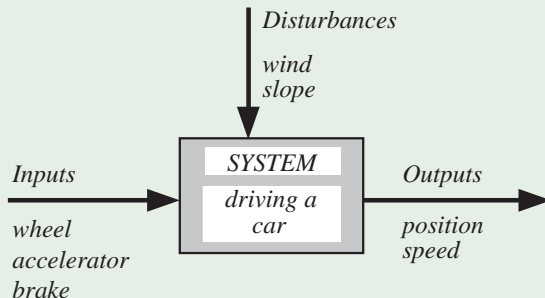 Disturbances
wind
slope
SYSTEM
driving a
car
Inputs
wheel
accelerator
brake
Outputs
position
speed